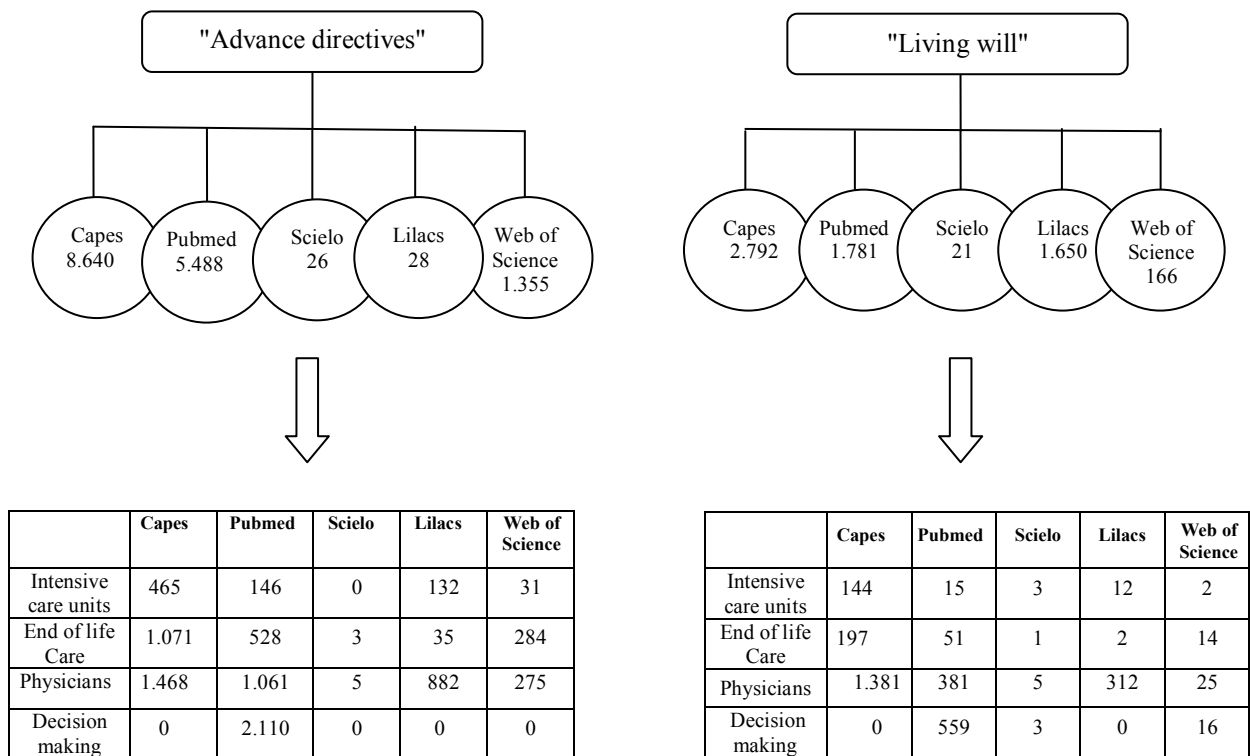 "Advance directives"
Capes
8.640
Pubmed
5.488
Scielo
26
Lilacs
28
Web of
Science
1.355
Capes Pubmed Scielo Lilacs Web of
Science
Intensive
care units 465 146 0 132 31
End of life
Care 1.071 528 3 35 284
Physicians 1.468 1.061 5 882 275
Decision
making 0 2.110 0 0 0
"Living will"
Capes
2.792
Pubmed
1.781
Scielo
21
Lilacs
1.650
Web of
Science
166
Capes Pubmed Scielo Lilacs Web of
Science
Intensive
care units 144 15 3 12 2
End of life
Care 197 51 1 2 14
Physicians 1.381 381 5 312 25
Decision
making 0 559 3 0 16